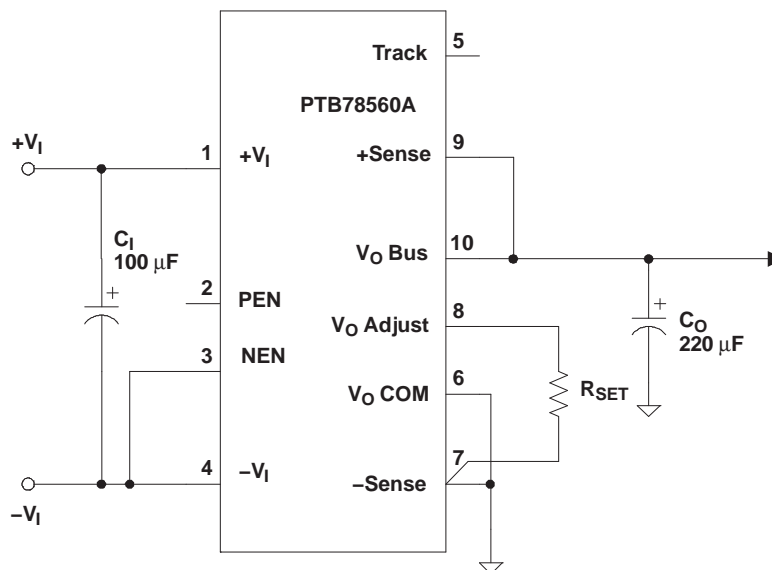 5
Track
PTB78560A
+VI
1
+VI
+Sense
9
CI
100 µF
+
VO Bus
10
2
PEN
8
VO Adjust
+
CO
220 µF
3
NEN
6
VO COM
RSET
4
–VI
7
–Sense
–VI